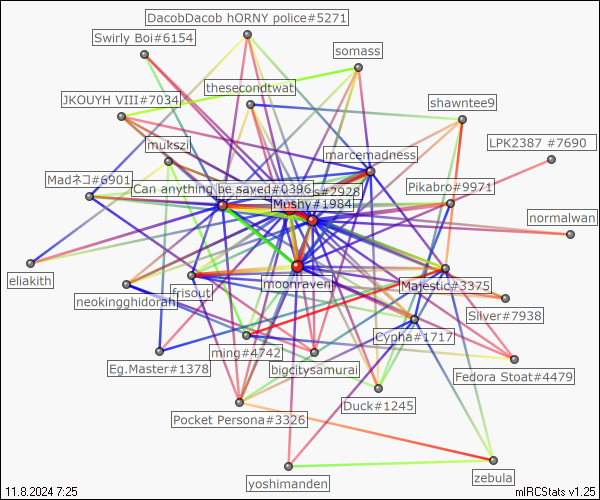 DacobDacob hORNY police#5271
Swirly Boi#6154
somass
thesecondtwat
JKOUYH VIII#7034
shawntee9
mukszi
LPK2387 #7690
marcemadness
Madネコ#6901
Can anything be saved#0396
s#2928
Pikabro#9971
Mushy#1984
normalwan
eliakith
moonraven
frisout
Majestic#3375
neokingghidorah
Silver#7938
Cypha#1717
ming#4742
Eg.Master#1378
bigcitysamurai
Fedora Stoat#4479
Duck#1245
Pocket Persona#3326
zebula
yoshimanden
11.8.2024 7:25
mIRCStats v1.25